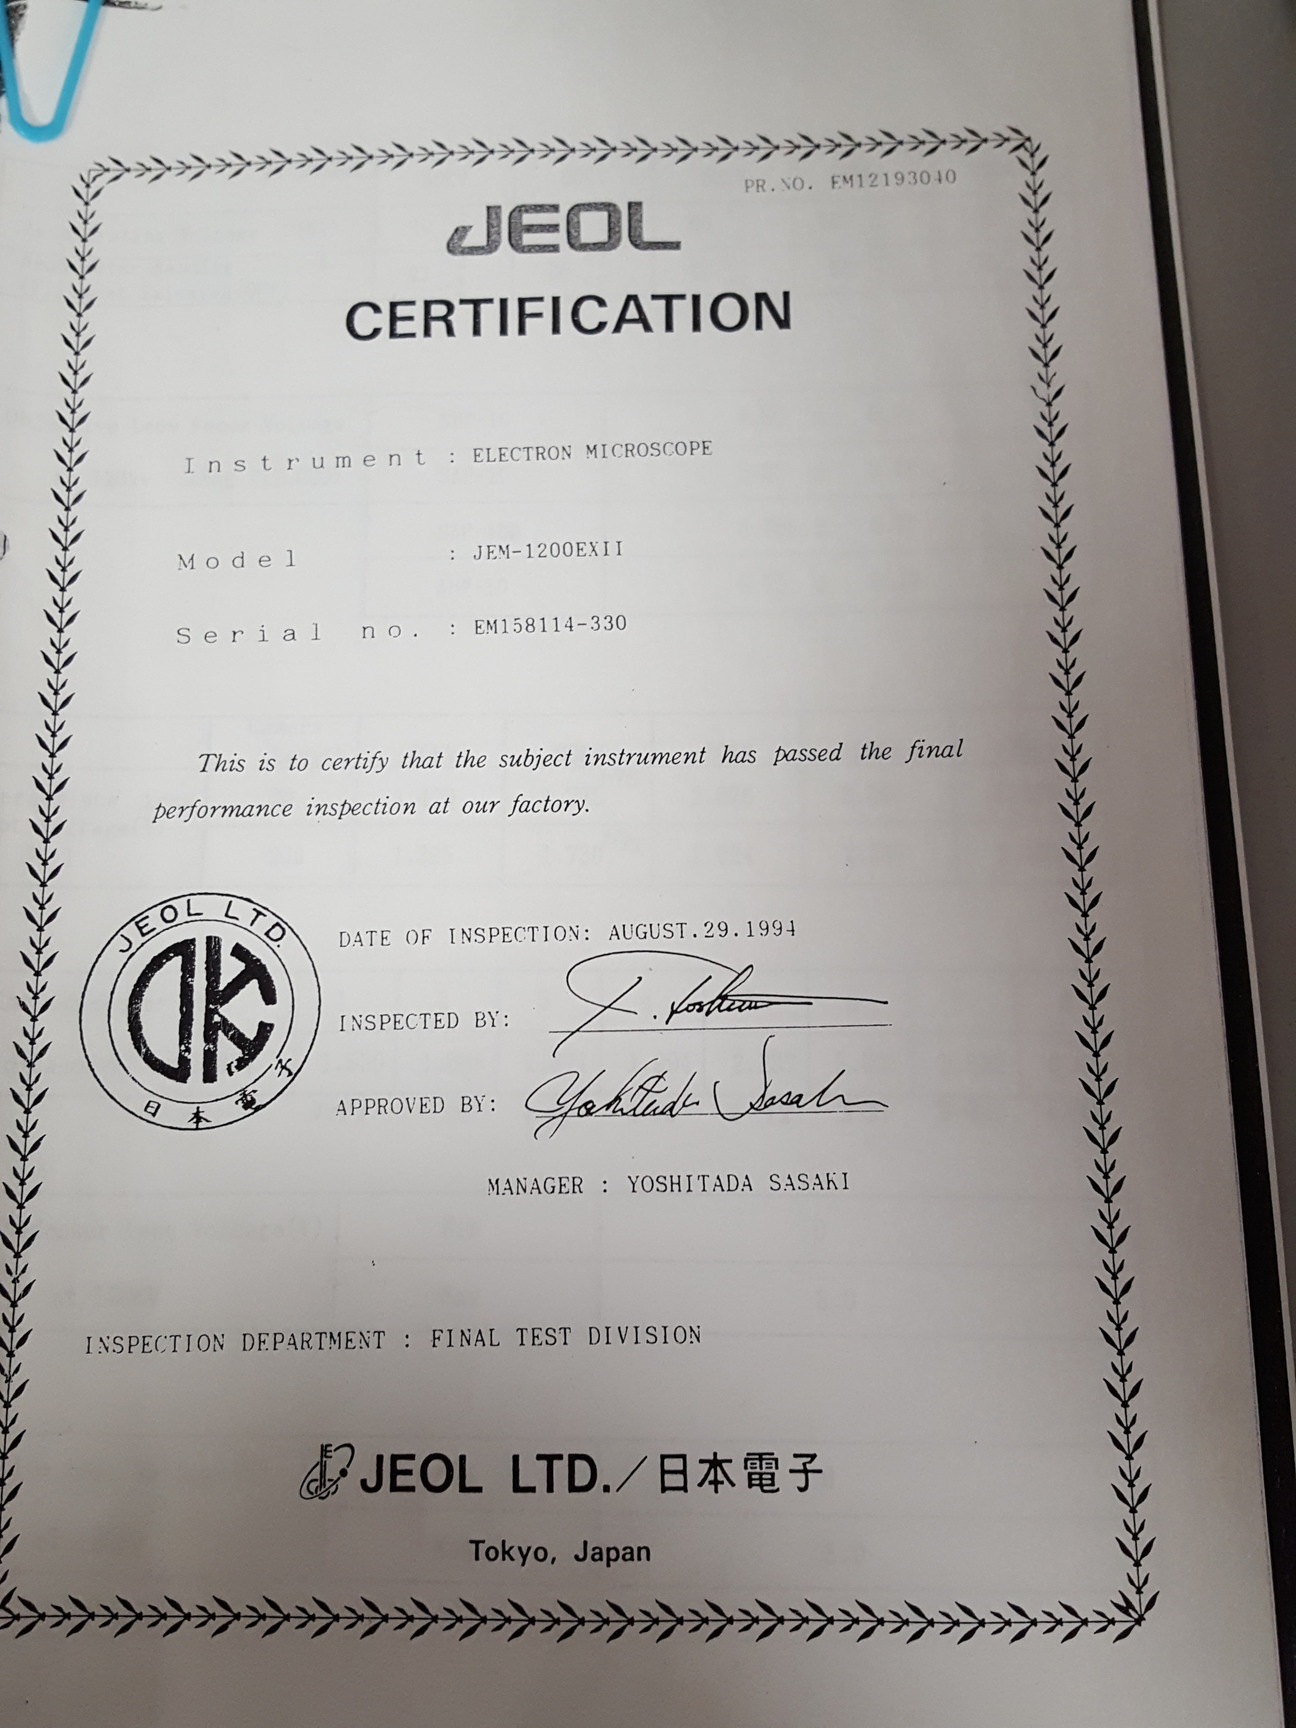 PR.NO. EM12193040
JEOL
CERTIFICATION
Instrument : ELECTRON MICROSCOPE
Model : JEM-1200EXII
Serial no. : EM158114-330
This is to certify that the subject instrument has passed the final
performance inspection at our factory.
JEOL LTD.
OK
日本電子
DATE OF INSPECTION: AUGUST.29.1994
INSPECTED BY:
APPROVED BY: Yoshitada Sasaki
MANAGER : YOSHITADA SASAKI
INSPECTION DEPARTMENT : FINAL TEST DIVISION
JEOL LTD./日本電子
Tokyo, Japan